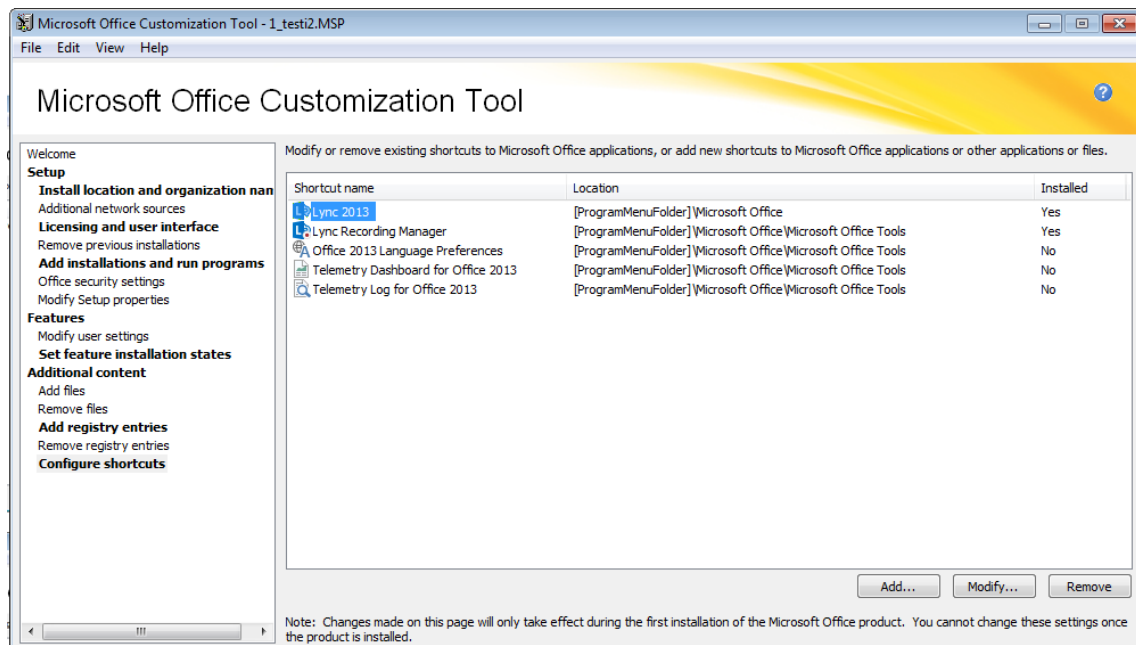 Microsoft Office Customization Tool - 1_testi2.MSP
File Edit View Help
Microsoft Office Customization Tool
Welcome
Setup
Install location and organization nan
Additional network sources
Licensing and user interface
Remove previous installations
Add installations and run programs
Office security settings
Modify Setup properties
Features
Modify user settings
Set feature installation states
Additional content
Add files
Remove files
Add registry entries
Remove registry entries
Configure shortcuts
Modify or remove existing shortcuts to Microsoft Office applications, or add new shortcuts to Microsoft Office applications or other applications or files.
Shortcut name Location Installed
Lync 2013 [ProgramMenuFolder]\Microsoft Office Yes
Lync Recording Manager [ProgramMenuFolder]\Microsoft Office\Microsoft Office Tools Yes
Office 2013 Language Preferences [ProgramMenuFolder]\Microsoft Office\Microsoft Office Tools No
Telemetry Dashboard for Office 2013 [ProgramMenuFolder]\Microsoft Office\Microsoft Office Tools No
Telemetry Log for Office 2013 [ProgramMenuFolder]\Microsoft Office\Microsoft Office Tools No
Add... Modify... Remove
Note: Changes made on this page will only take effect during the first installation of the Microsoft Office product. You cannot change these settings once
the product is installed.